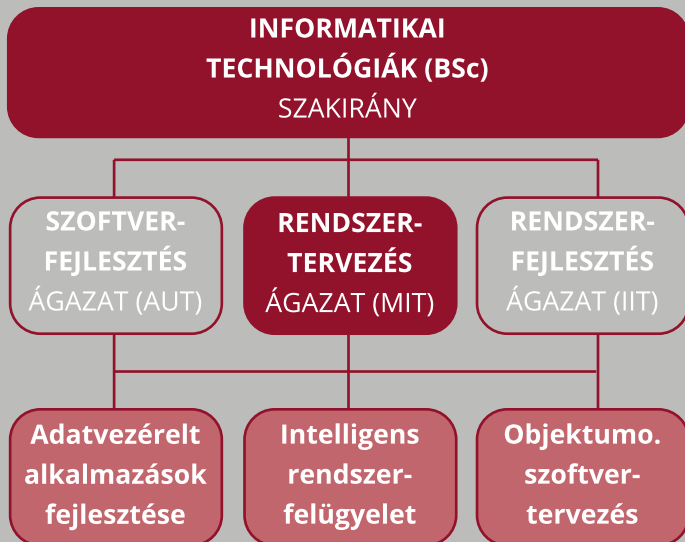 INFORMATIKAI
TECHNOLÓGIÁK (BSc)
SZAKIRÁNY
SZOFTVER-
FEJLESZTÉS
ÁGAZAT (AUT)
RENDSZER-
TERVEZÉS
ÁGAZAT (MIT)
RENDSZER-
FEJLESZTÉS
ÁGAZAT (IIT)
Adatvezérelt
alkalmazások
fejlesztése
Intelligens
rendszer-
felügyelet
Objektumo.
szoftver-
tervezés